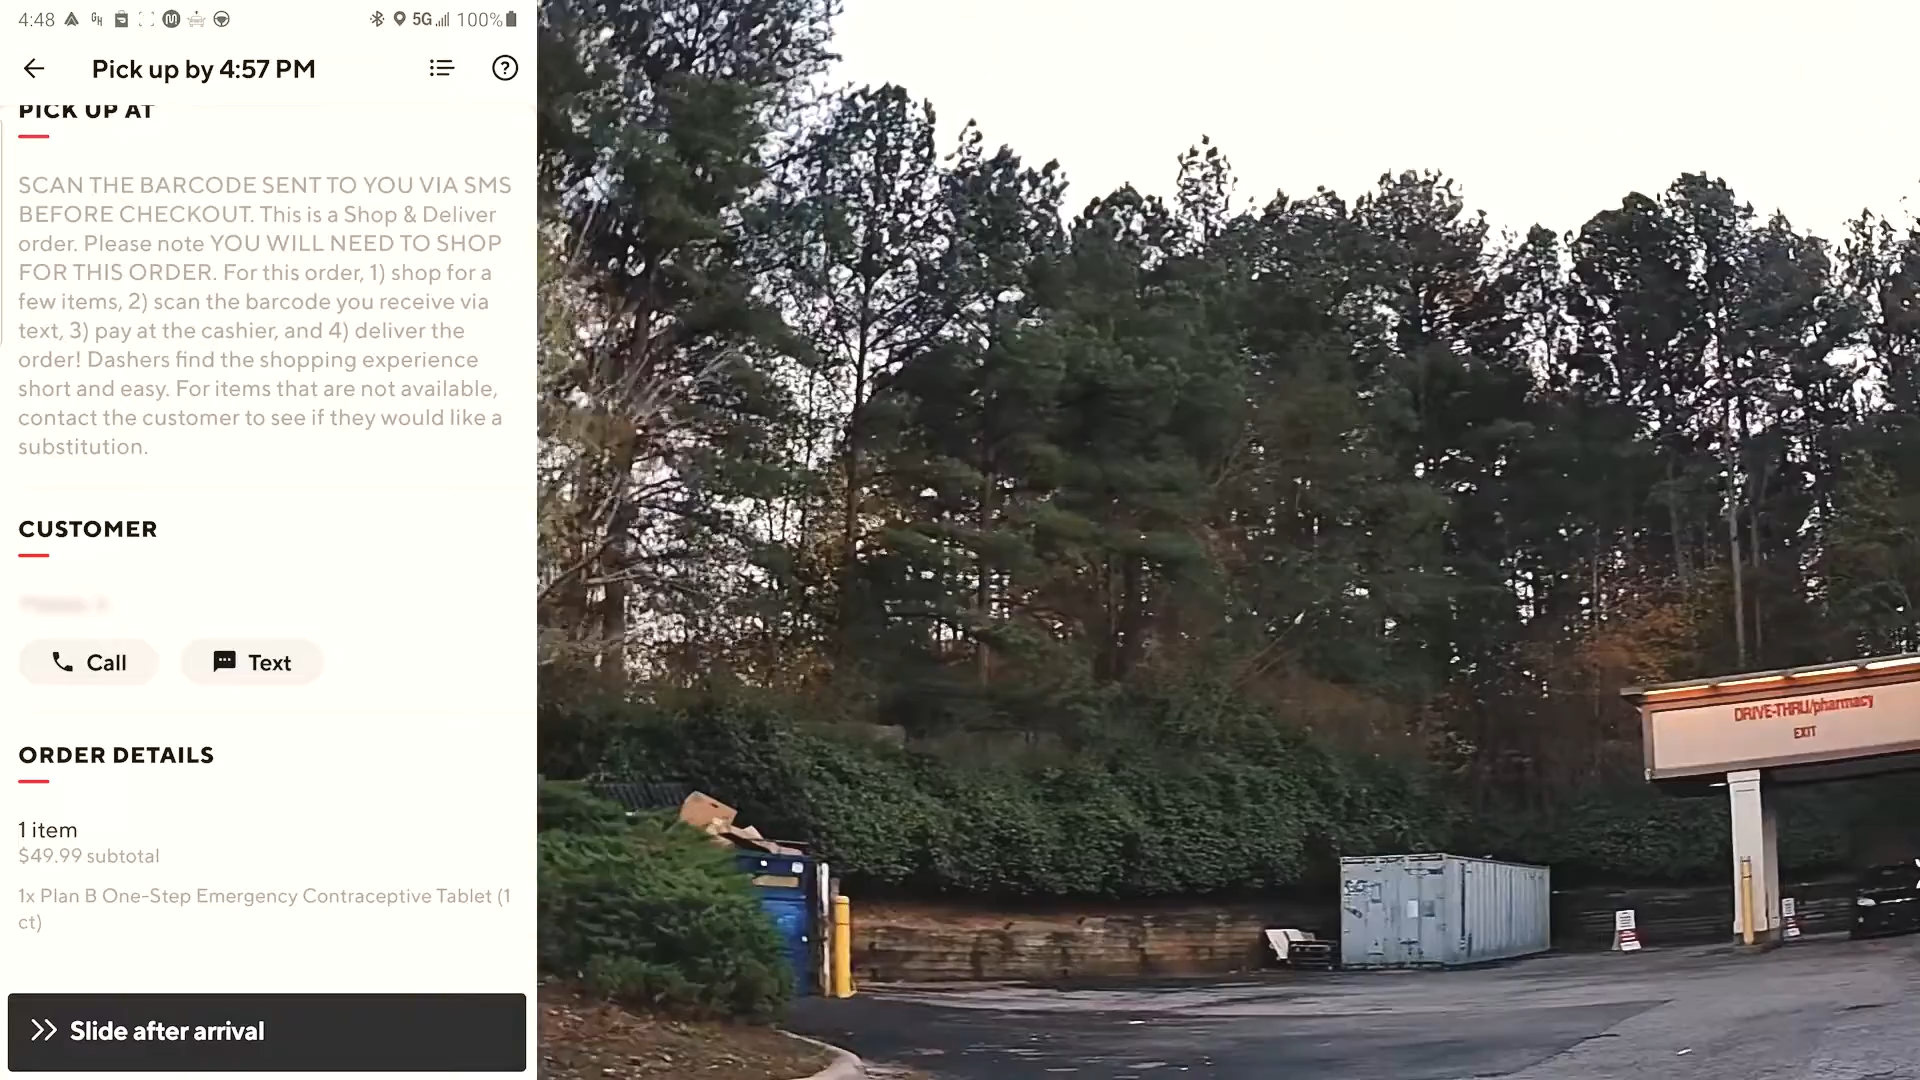 4:48
5G 100%
Pick up by 4:57 PM
PICK UP AT
SCAN THE BARCODE SENT TO YOU VIA SMS
BEFORE CHECKOUT. This is a Shop & Deliver
order. Please note YOU WILL NEED TO SHOP
FOR THIS ORDER. For this order, 1) shop for a
few items, 2) scan the barcode you receive via
text, 3) pay at the cashier, and 4) deliver the
order! Dashers find the shopping experience
short and easy. For items that are not available,
contact the customer to see if they would like a
substitution.
CUSTOMER
Call
Text
ORDER DETAILS
1 item
$49.99 subtotal
1x Plan B One-Step Emergency Contraceptive Tablet (1
ct)
Slide after arrival
DRIVE-THRU/pharmacy
EXIT